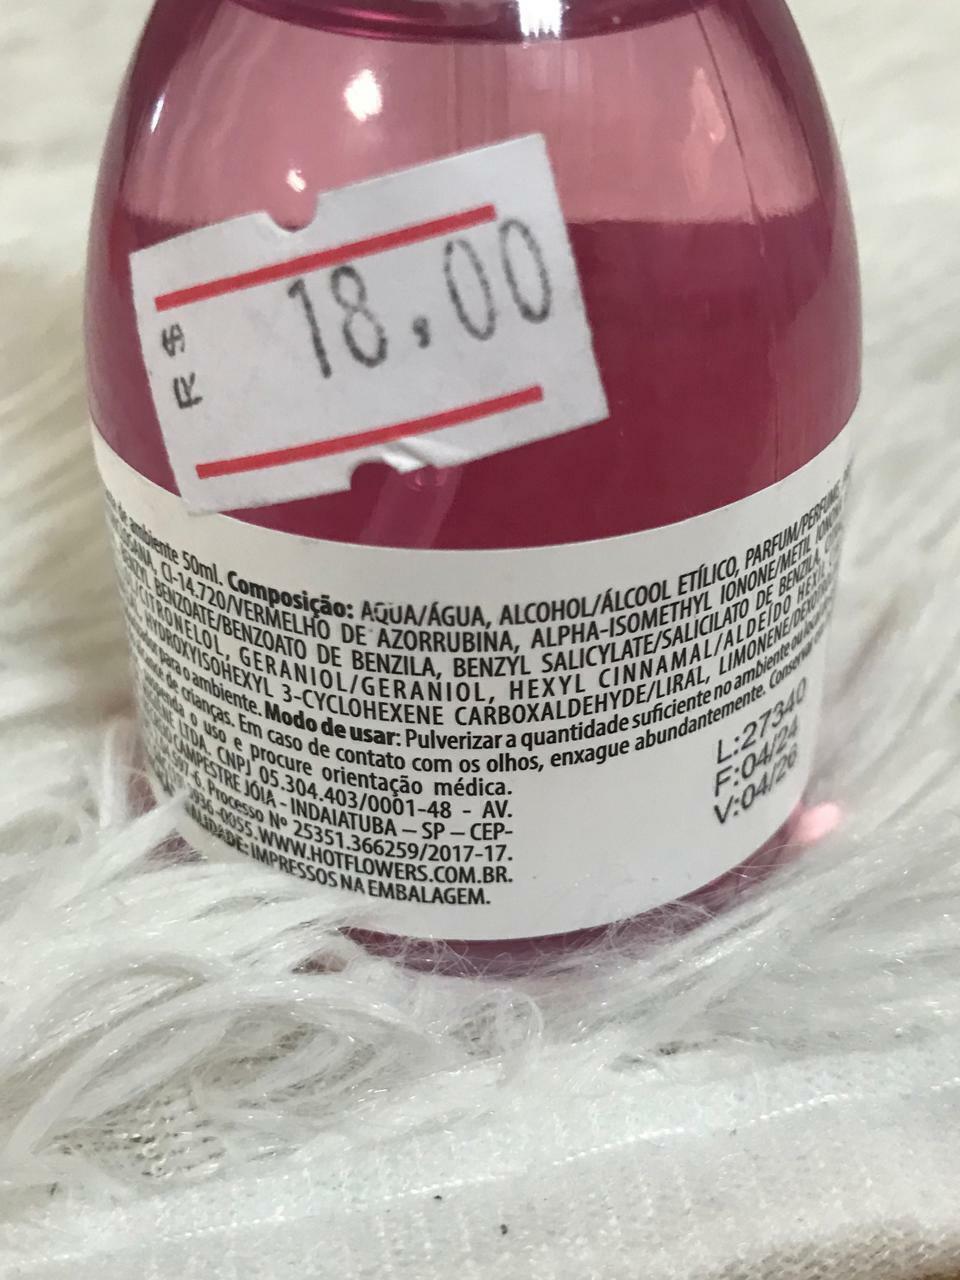 R$ 18.00
de ambiente 50ml. Composição: AQUA/ÁGUA, ALCOHOL/ÁLCOOL ETÍLICO, PARFUM/PERFUME,
CI-14.720/VERMELHO DE AZORRUBINA, ALPHA-ISOMETHYL IONONE/METIL IONONA
BENZYL BENZOATE/BENZOATO DE BENZILA, BENZYL SALICYLATE/SALICILATO DE BENZILA,
GERANIOL/GERANIOL, HEXYL CINNAMAL/ALDEÍDO HEXIL
HYDROXYISOHEXYL 3-CYCLOHEXENE CARBOXALDEHYDE/LIRAL, LIMONENE/
para o ambiente. Modo de usar: Pulverizar a quantidade suficiente no ambiente ou
de crianças. Em caso de contato com os olhos, enxague abundantemente. Conservar
o uso e procure orientação médica.
LTDA. CNPJ 05.304.403/0001-48 - AV.
CAMPESTRE JÓIA - INDAIATUBA – SP – CEP-
Processo Nº 25351.366259/2017-17.
WWW.HOTFLOWERS.COM.BR.
IMPRESSOS NA EMBALAGEM.
L:27340
F:04/24
V:04/26